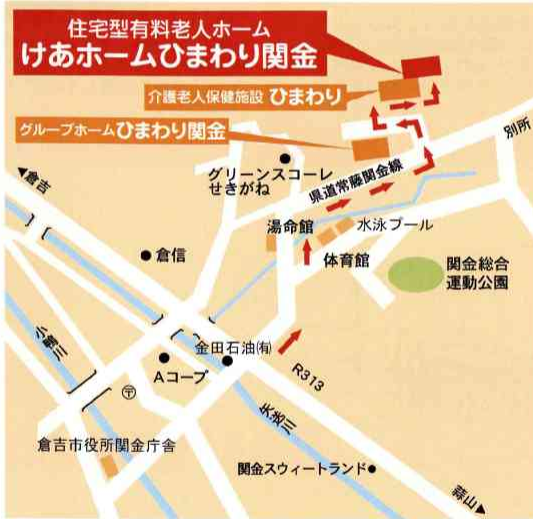 住宅型有料老人ホーム
けあホームひまわり関金
介護老人保健施設 ひまわり
グループホームひまわり関金
別所
◀倉吉
グリーンスコーレ
せきがね
県道常藤関金線
湯命館
水泳プール
倉信
体育館
関金総合
運動公園
小鴨川
金田石油㈲
Aコープ
R313
〒
矢送川
倉吉市役所関金庁舎
関金スウィートランド
蒜山▶